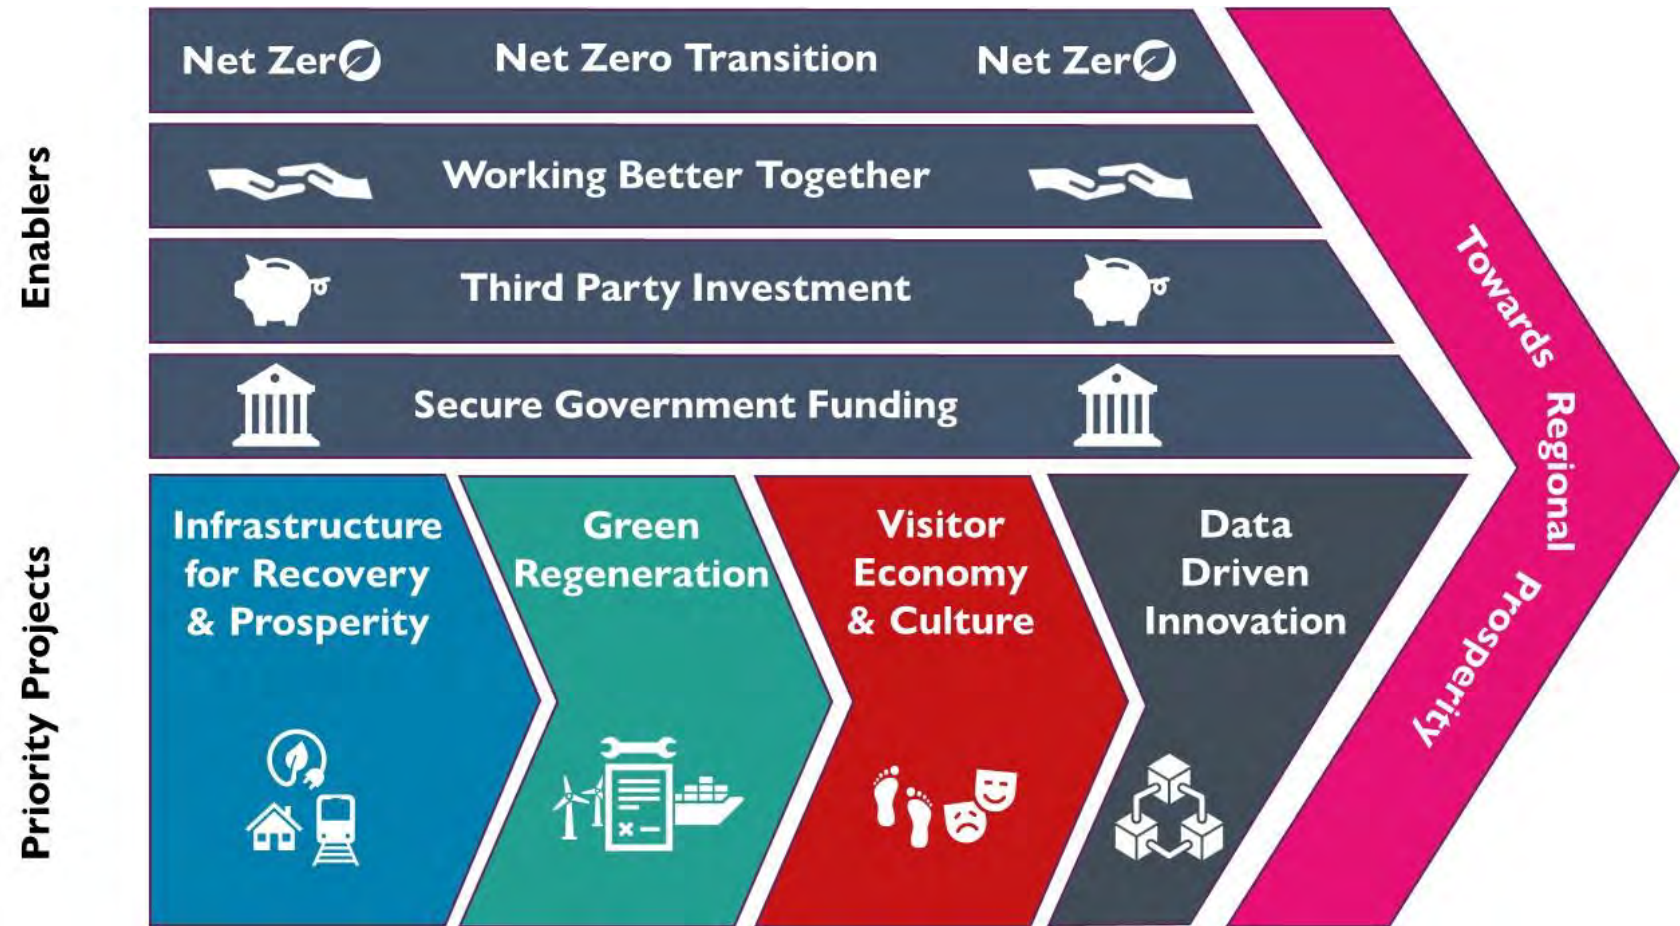 Enablers
Net Zero Net Zero Transition Net Zero
Working Better Together
Third Party Investment
Secure Government Funding
Priority Projects
Infrastructure
for Recovery
& Prosperity
Green
Regeneration
Visitor
Economy
& Culture
Data
Driven
Innovation
Towards Regional Prosperity